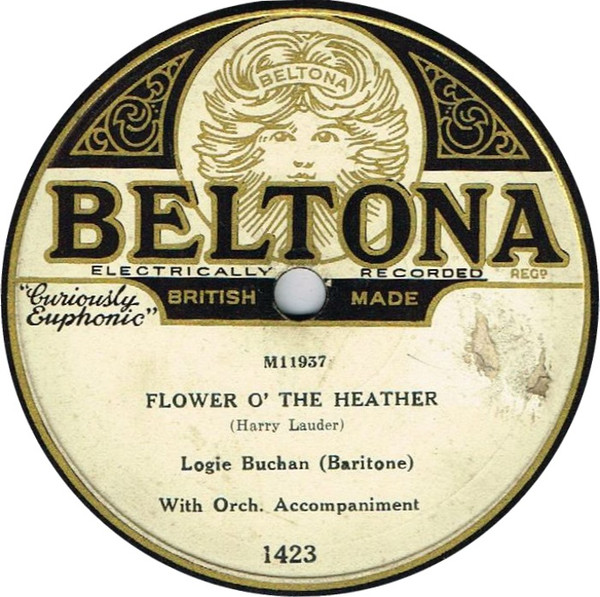 BELTONA
BELTONA
ELECTRICALLY RECORDED REGD
"Curiously Euphonic"
BRITISH MADE
M11937
FLOWER O' THE HEATHER
(Harry Lauder)
Logie Buchan (Baritone)
With Orch. Accompaniment
1423